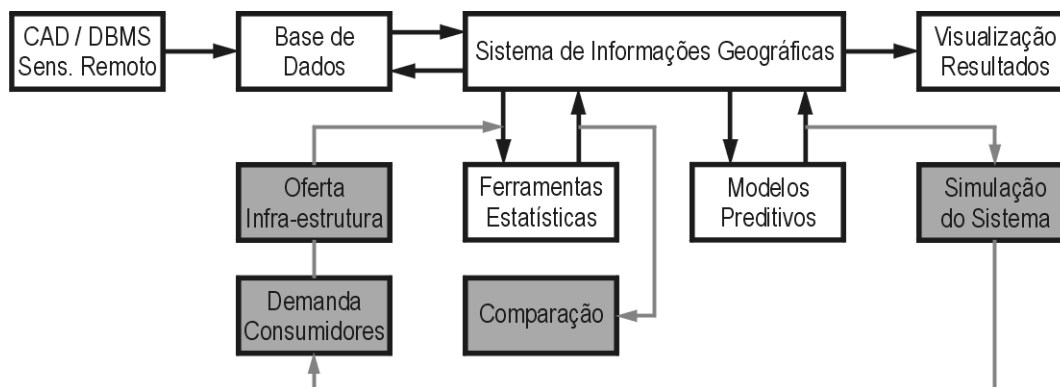 CAD / DBMS
Sens. Remoto
Base de
Dados
Sistema de Informações Geográficas
Visualização
Resultados
Oferta
Infra-estrutura
Ferramentas
Estatísticas
Modelos
Preditivos
Simulação
do Sistema
Demanda
Consumidores
Comparação